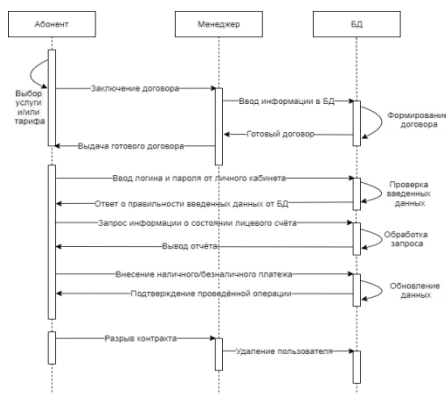 Абонент
Менеджер
БД
Выбор
услуги
и/или
тарифа
Заключение договора
Ввод информации в БД
Формирование
договора
Готовый договор
Выдача готового договора
Ввод логина и пароля от личного кабинета
Проверка
введенных
данных
Ответ о правильности введенных данных от БД
Запрос информации о состоянии лицевого счёта
Обработка
запроса
Вывод отчёта
Внесение наличного/безналичного платежа
Обновление
данных
Подтверждение проведённой операции
Разрыв контракта
Удаление пользователя